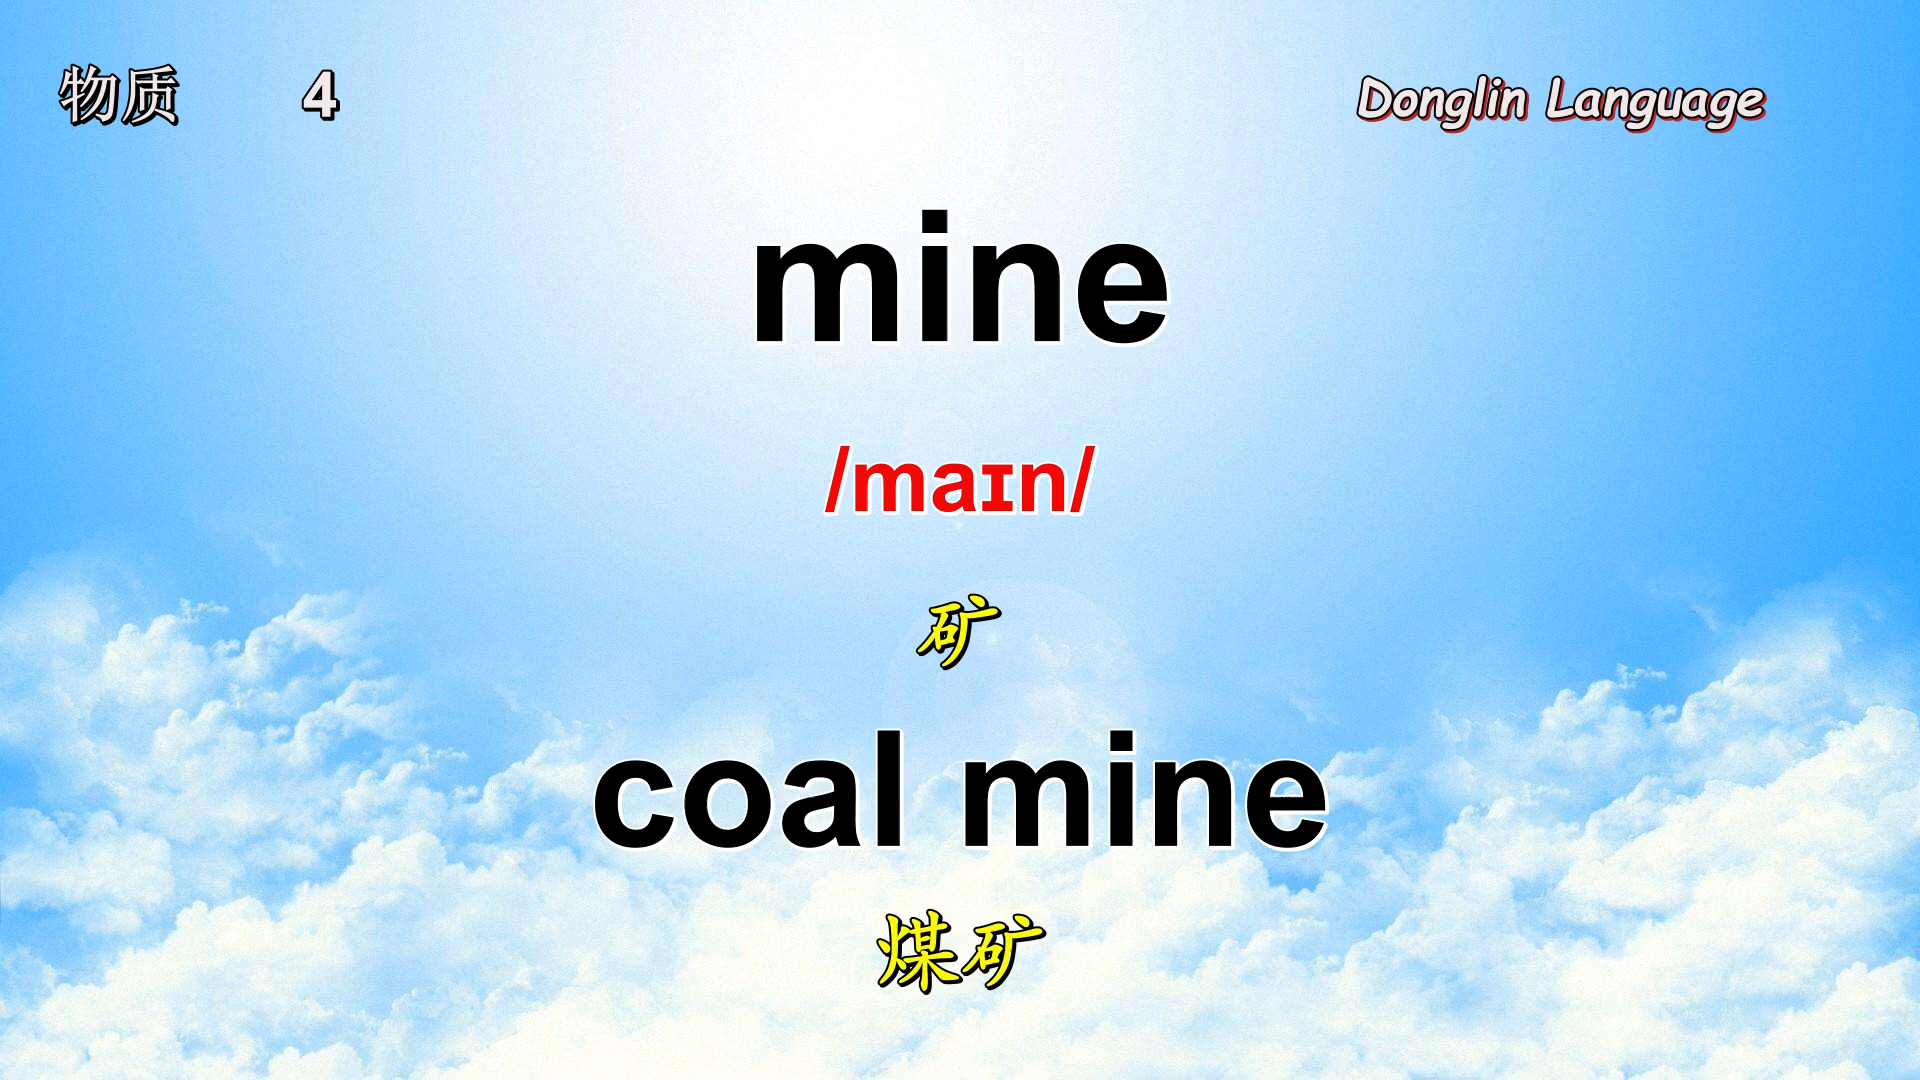 物质 4 Donglin Language
mine
/maɪn/
矿
coal mine
煤矿